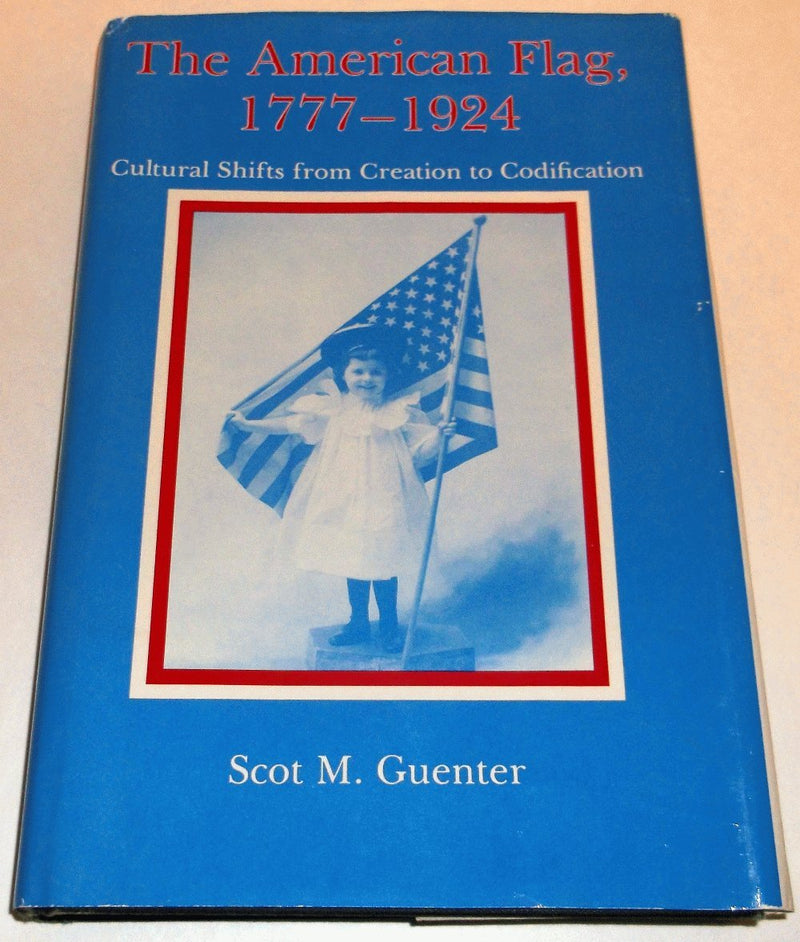 The American Flag,
1777–1924
Cultural Shifts from Creation to Codification
Scot M. Guenter